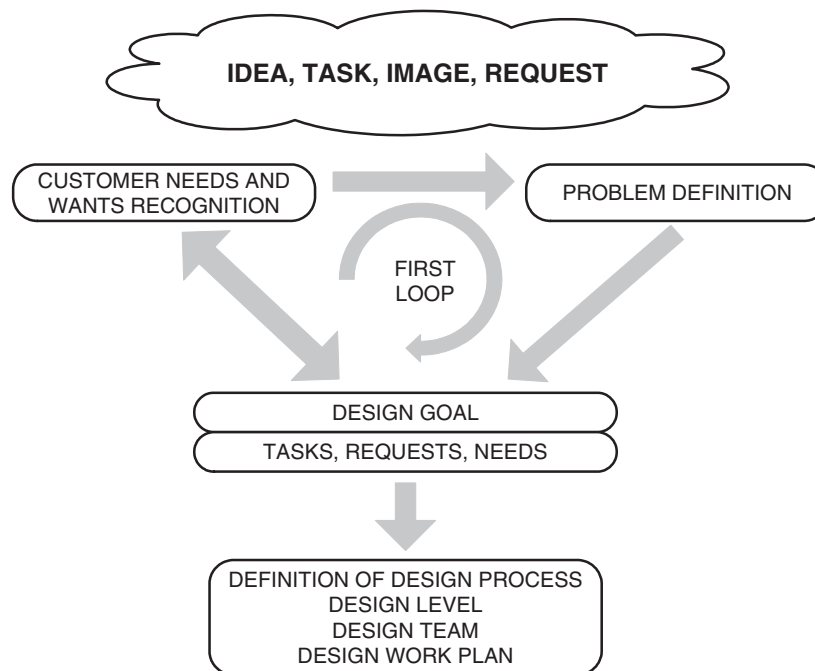 IDEA, TASK, IMAGE, REQUEST
CUSTOMER NEEDS AND
WANTS RECOGNITION
PROBLEM DEFINITION
FIRST
LOOP
DESIGN GOAL
TASKS, REQUESTS, NEEDS
DEFINITION OF DESIGN PROCESS
DESIGN LEVEL
DESIGN TEAM
DESIGN WORK PLAN